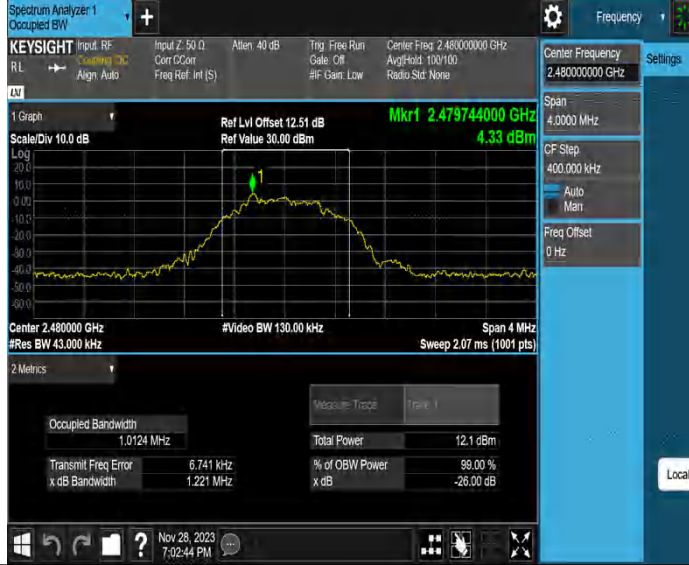 Spectrum Analyzer 1
Occupied BW
+
Frequency
KEYSIGHT
RL
Input: RF
Coupling: DC
Align: Auto
Input Z: 50 Ω
Corr CCorr
Freq Ref: Int (S)
Atten: 40 dB
Trig: Free Run
Gate: Off
#IF Gain: Low
Center Freq: 2.480000000 GHz
Avg|Hold: 100/100
Radio Std: None
LXI
1 Graph
Scale/Div 10.0 dB
Ref Lvl Offset 12.51 dB
Ref Value 30.00 dBm
Mkr1 2.479744000 GHz
4.33 dBm
Log
20.0
10.0
0.00
-10.0
-20.0
-30.0
-40.0
-50.0
-60.0
1
Center 2.480000 GHz
#Res BW 43.000 kHz
#Video BW 130.00 kHz
Span 4 MHz
Sweep 2.07 ms (1001 pts)
2 Metrics
Measure Trace
Trace 1
Occupied Bandwidth
1.0124 MHz
Total Power
12.1 dBm
Transmit Freq Error
6.741 kHz
% of OBW Power
99.00 %
x dB Bandwidth
1.221 MHz
x dB
-26.00 dB
Center Frequency
2.480000000 GHz
Settings
Span
4.0000 MHz
CF Step
400.000 kHz
Auto
Man
Freq Offset
0 Hz
Local
?
Nov 28, 2023
7:02:44 PM